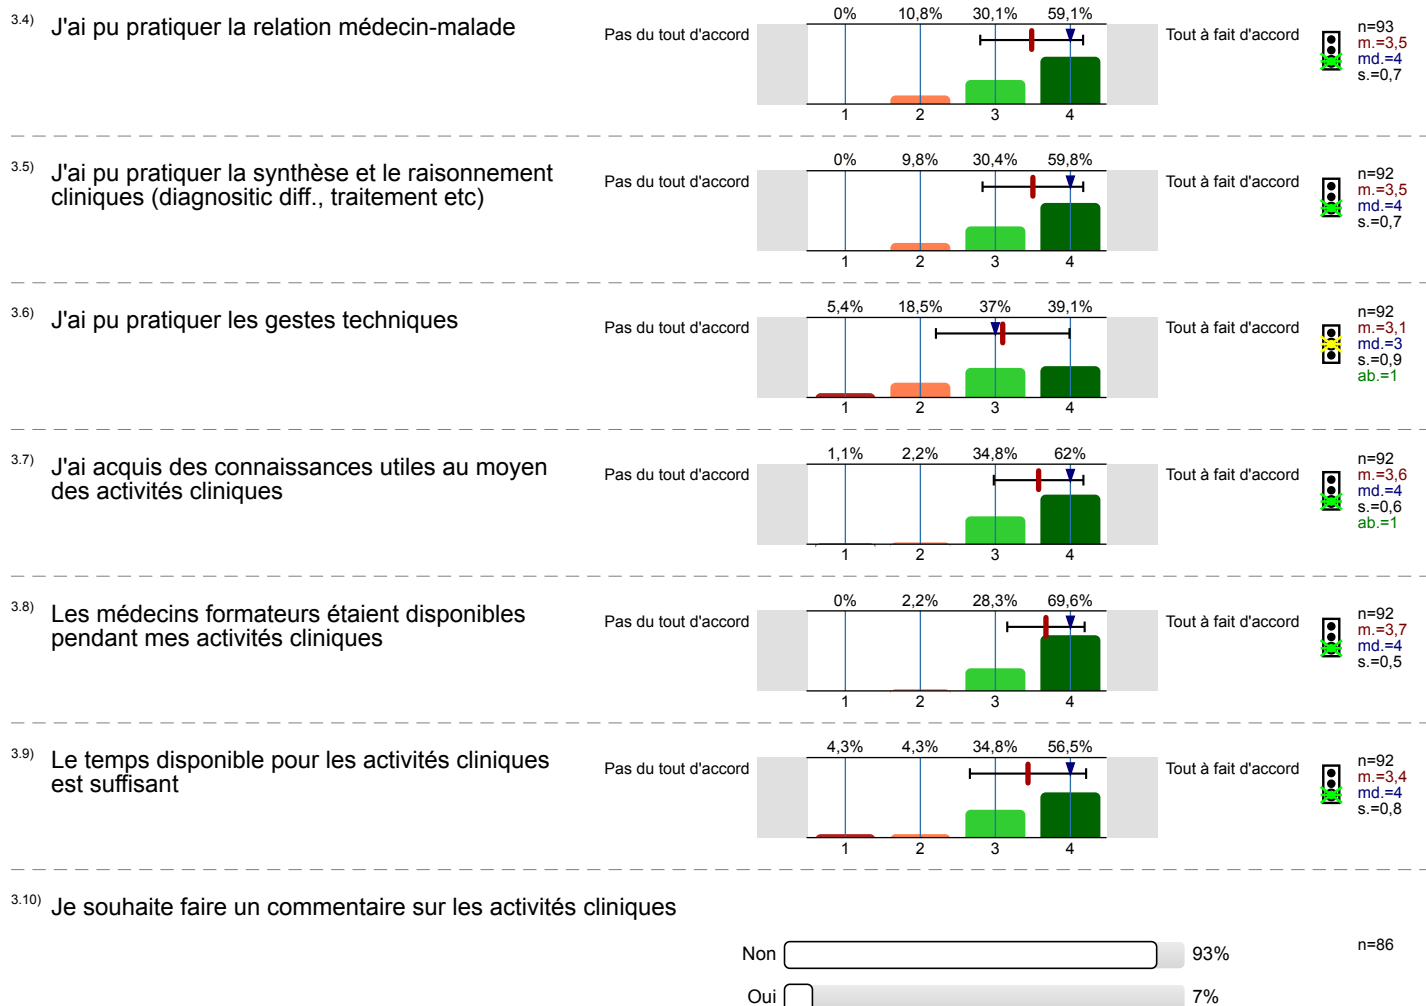 3.4) J'ai pu pratiquer la relation médecin-malade
Pas du tout d'accord
0% 10,8% 30,1% 59,1%
1 2 3 4
Tout à fait d'accord
n=93
m.=3,5
md.=4
s.=0,7
3.5) J'ai pu pratiquer la synthèse et le raisonnement
cliniques (diagnositic diff., traitement etc)
Pas du tout d'accord
0% 9,8% 30,4% 59,8%
1 2 3 4
Tout à fait d'accord
n=92
m.=3,5
md.=4
s.=0,7
3.6) J'ai pu pratiquer les gestes techniques
Pas du tout d'accord
5,4% 18,5% 37% 39,1%
1 2 3 4
Tout à fait d'accord
n=92
m.=3,1
md.=3
s.=0,9
ab.=1
3.7) J'ai acquis des connaissances utiles au moyen
des activités cliniques
Pas du tout d'accord
1,1% 2,2% 34,8% 62%
1 2 3 4
Tout à fait d'accord
n=92
m.=3,6
md.=4
s.=0,6
ab.=1
3.8) Les médecins formateurs étaient disponibles
pendant mes activités cliniques
Pas du tout d'accord
0% 2,2% 28,3% 69,6%
1 2 3 4
Tout à fait d'accord
n=92
m.=3,7
md.=4
s.=0,5
3.9) Le temps disponible pour les activités cliniques
est suffisant
Pas du tout d'accord
4,3% 4,3% 34,8% 56,5%
1 2 3 4
Tout à fait d'accord
n=92
m.=3,4
md.=4
s.=0,8
3.10) Je souhaite faire un commentaire sur les activités cliniques
Non 93%
n=86
Oui 7%